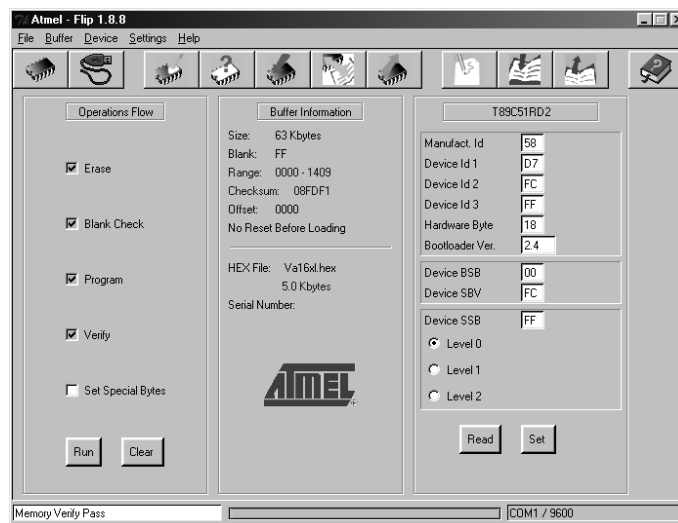 Atmel - Flip 1.8.8
File Buffer Device Settings Help
Operations Flow
Erase
Blank Check
Program
Verify
Set Special Bytes
Run Clear
Buffer Information
Size: 63 Kbytes
Blank: FF
Range: 0000 - 1409
Checksum: 08FDF1
Offset: 0000
No Reset Before Loading
HEX File: Va16xl.hex
5.0 Kbytes
Serial Number:
ATMEL
T89C51RD2
Manufact. Id 58
Device Id 1 D7
Device Id 2 FC
Device Id 3 FF
Hardware Byte 18
Bootloader Ver. 2.4
Device BSB 00
Device SBV FC
Device SSB FF
Level 0
Level 1
Level 2
Read Set
Memory Verify Pass
COM1 / 9600